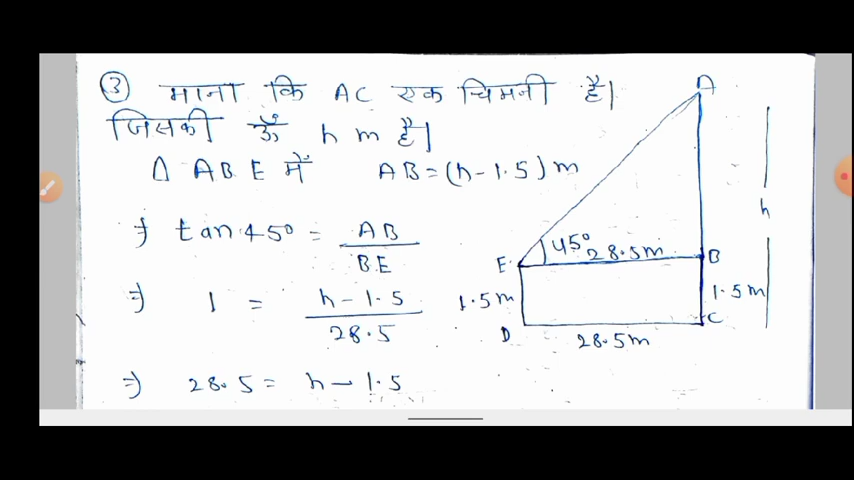 ③ माना कि AC एक चिमनी है।
जिसकी ऊँ h m है।
Δ ABE में AB = (h - 1.5) m
⇒ tan 45° = AB / BE
⇒ 1 = h - 1.5 / 28.5
⇒ 28.5 = h - 1.5
A
h
45°
28.5m
E
B
1.5m
1.5m
D
C
28.5m